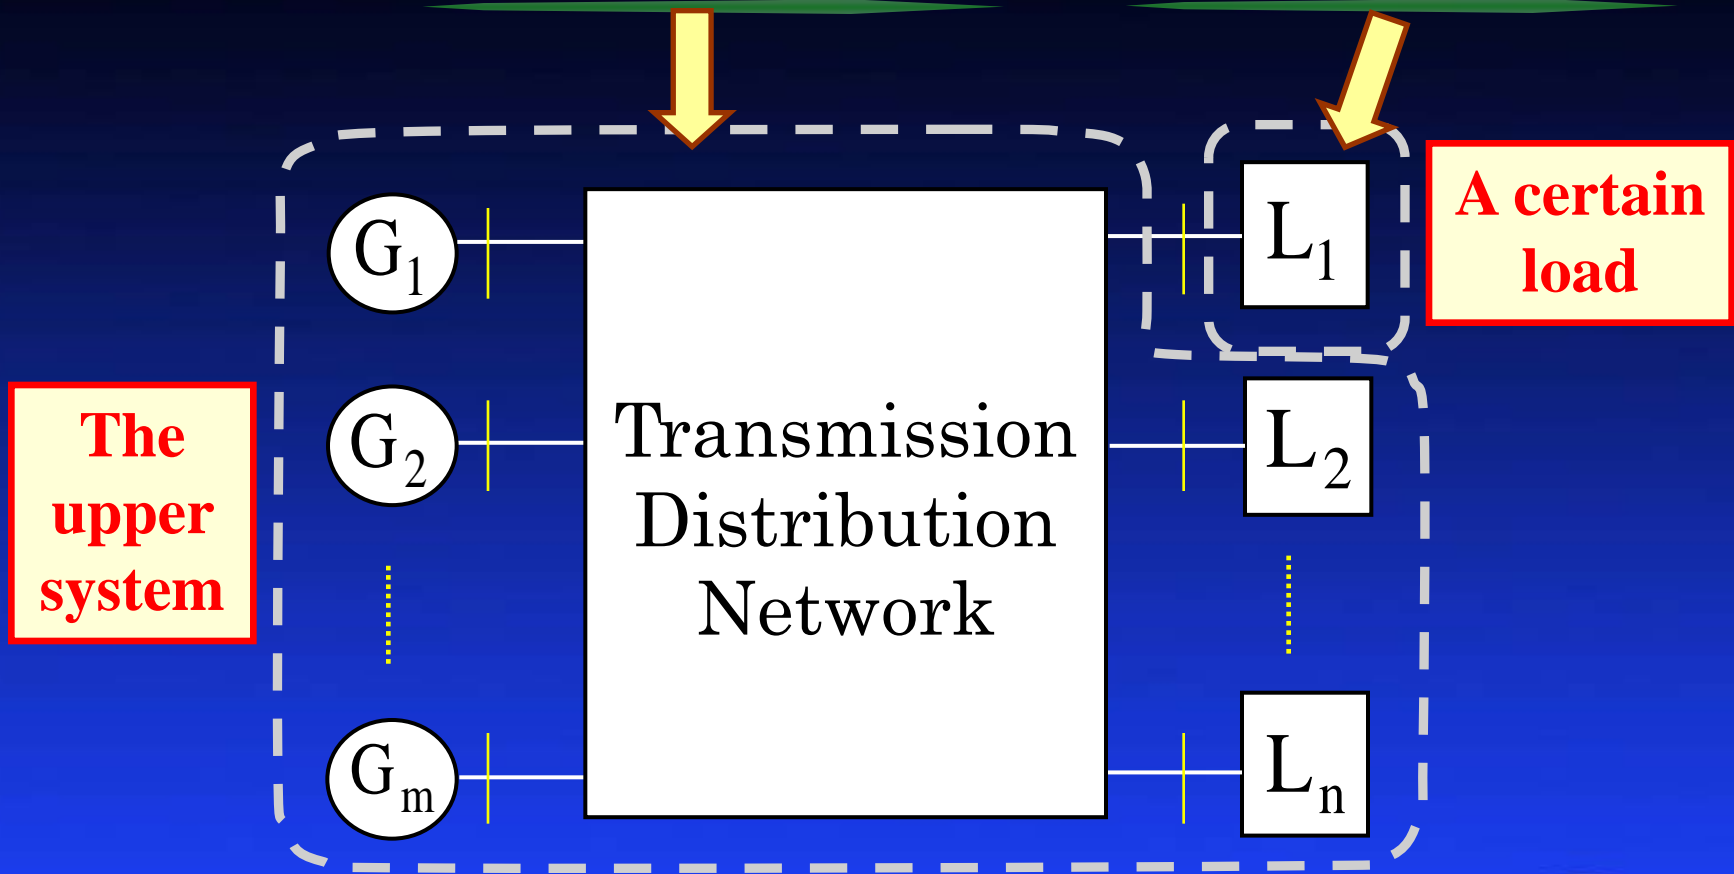 G₁
L₁
A certain
load
The
upper
system
G₂
Transmission
Distribution
Network
L₂
Gₘ
Lₙ